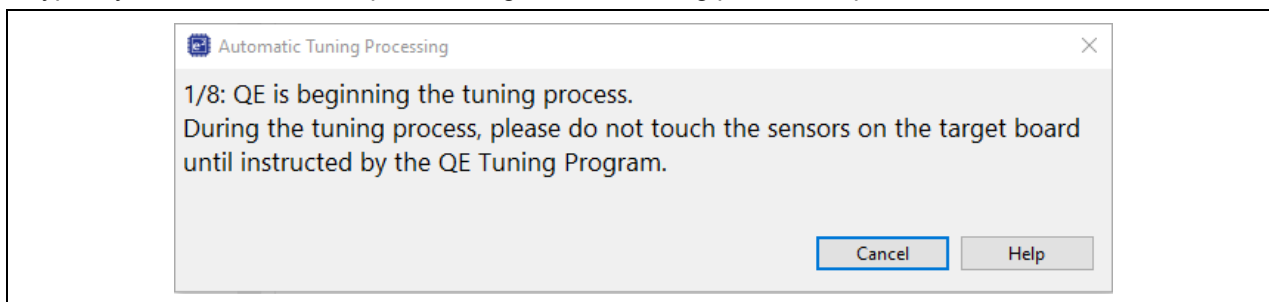 Automatic Tuning Processing
1/8: QE is beginning the tuning process.
During the tuning process, please do not touch the sensors on the target board
until instructed by the QE Tuning Program.
Cancel Help